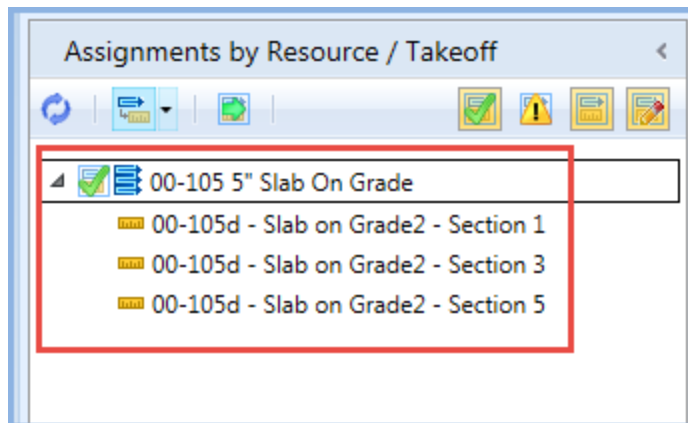 Assignments by Resource / Takeoff
00-105 5" Slab On Grade
00-105d - Slab on Grade2 - Section 1
00-105d - Slab on Grade2 - Section 3
00-105d - Slab on Grade2 - Section 5